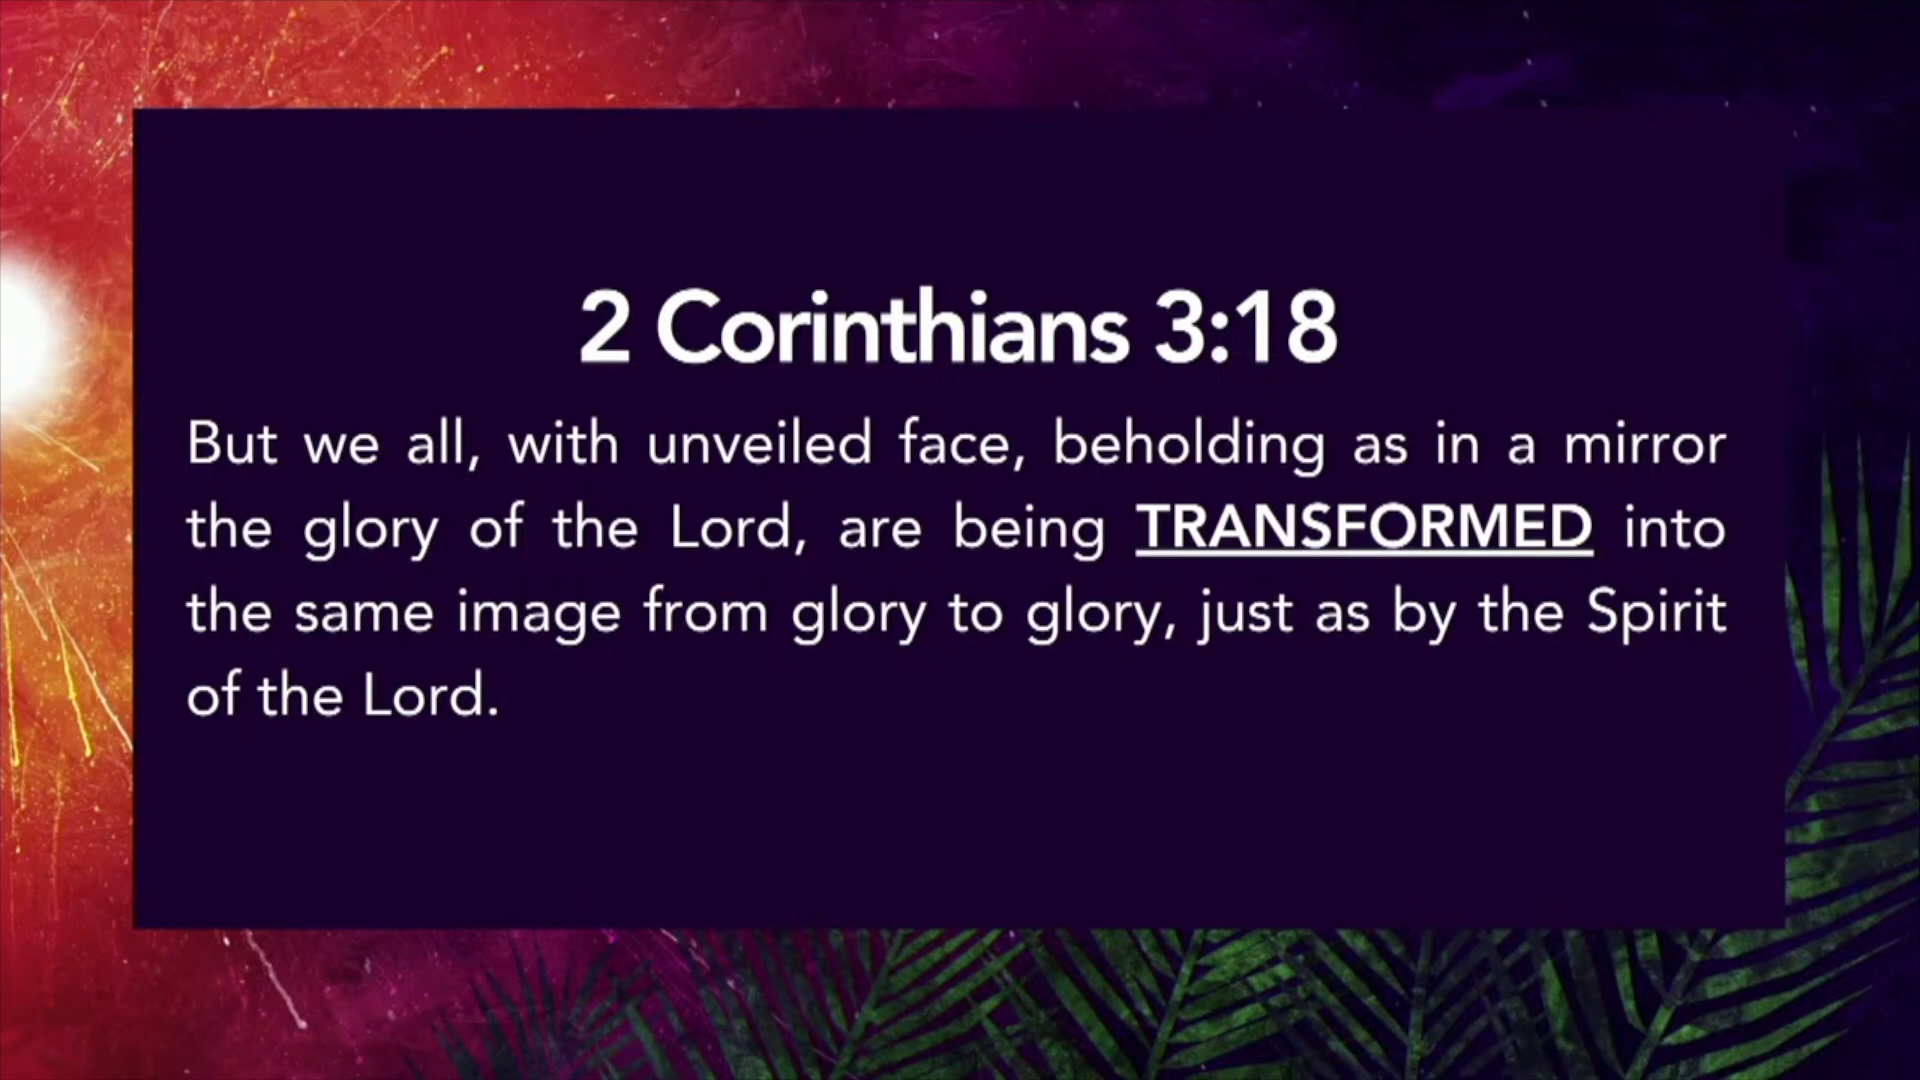 2 Corinthians 3:18
But we all, with unveiled face, beholding as in a mirror
the glory of the Lord, are being TRANSFORMED into
the same image from glory to glory, just as by the Spirit
of the Lord.